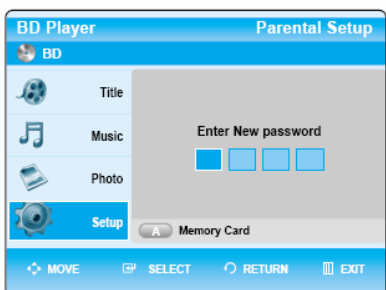 BD Player Parental Setup
BD
Title
Music
Enter New password
Photo
Setup
A Memory Card
MOVE SELECT RETURN EXIT